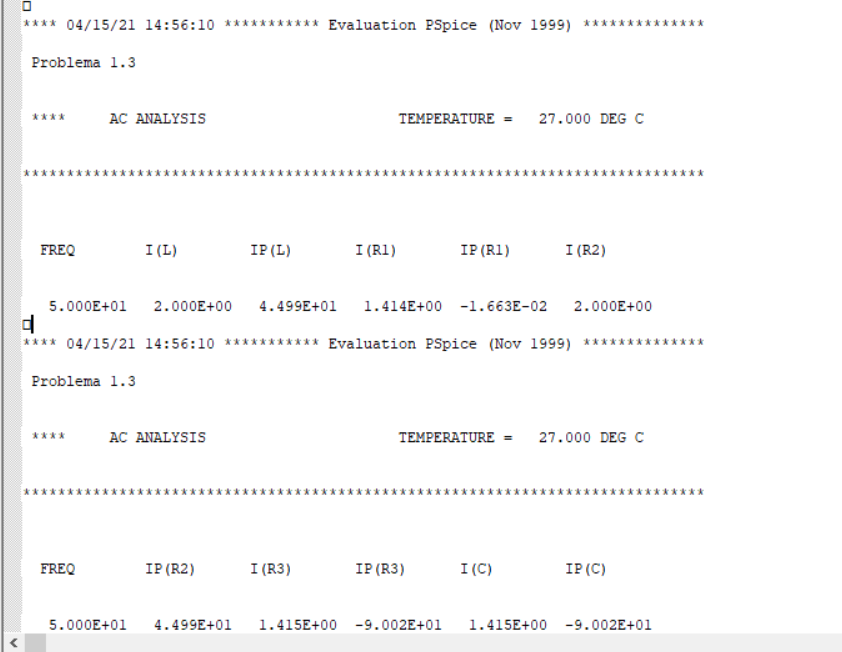 **** 04/15/21 14:56:10 *********** Evaluation PSpice (Nov 1999) **************
Problema 1.3
**** AC ANALYSIS TEMPERATURE = 27.000 DEG C
******************************************************************************
FREQ I(L) IP(L) I(R1) IP(R1) I(R2)
5.000E+01 2.000E+00 4.499E+01 1.414E+00 -1.663E-02 2.000E+00
**** 04/15/21 14:56:10 *********** Evaluation PSpice (Nov 1999) **************
Problema 1.3
**** AC ANALYSIS TEMPERATURE = 27.000 DEG C
******************************************************************************
FREQ IP(R2) I(R3) IP(R3) I(C) IP(C)
5.000E+01 4.499E+01 1.415E+00 -9.002E+01 1.415E+00 -9.002E+01